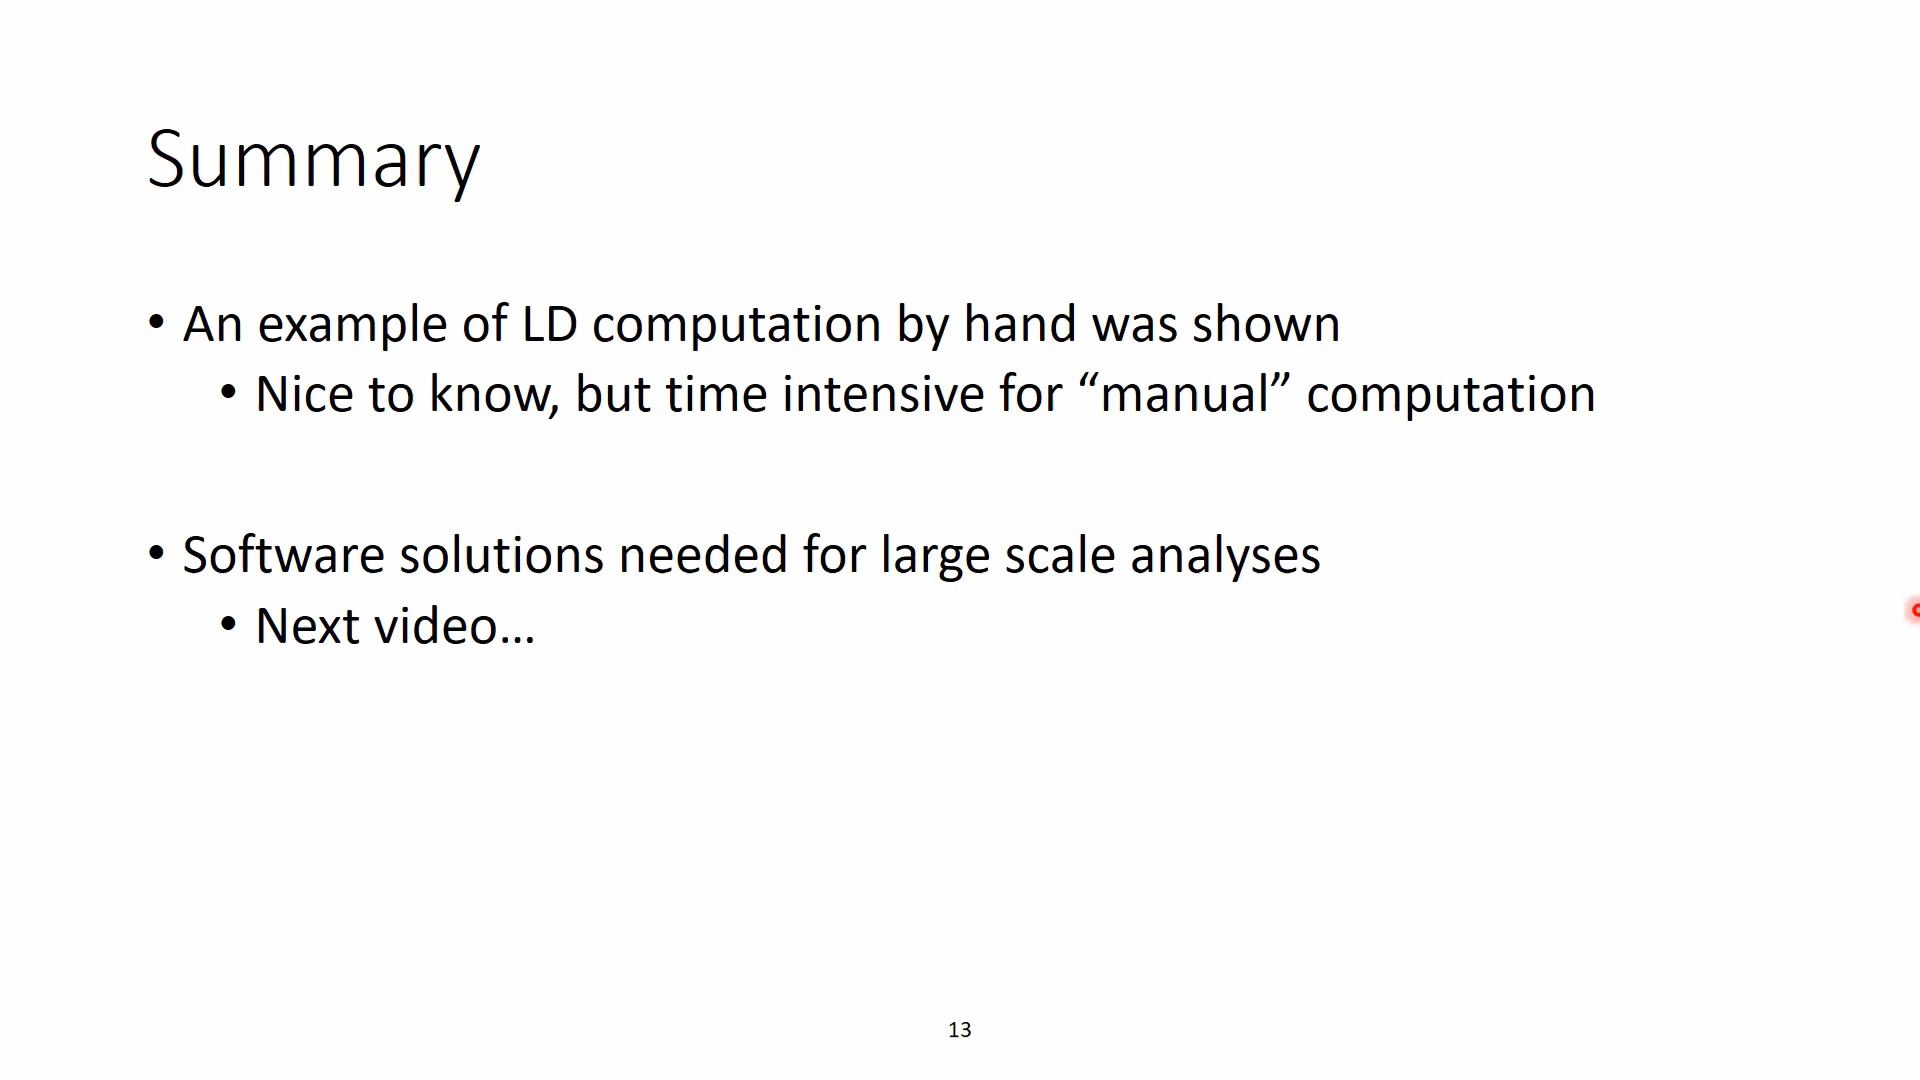 Summary
• An example of LD computation by hand was shown
• Nice to know, but time intensive for “manual” computation
• Software solutions needed for large scale analyses
• Next video…
13